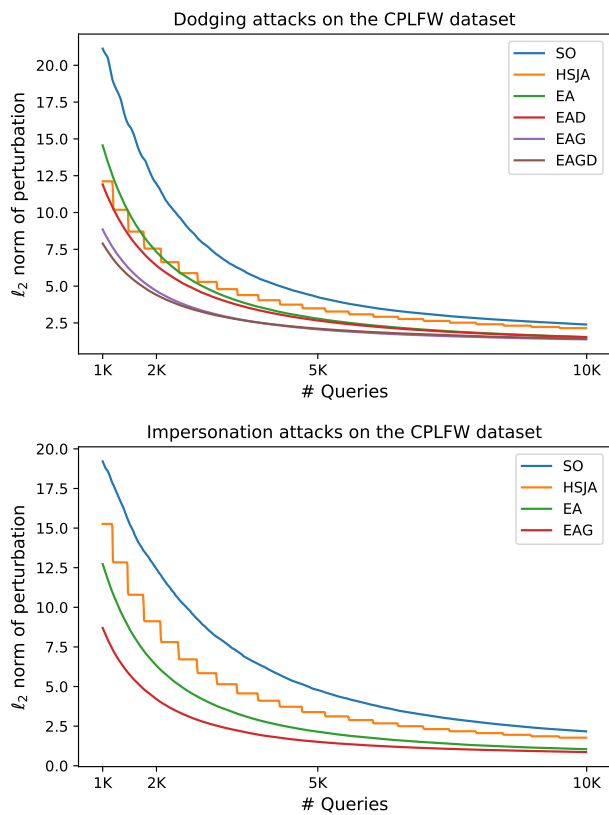 Dodging attacks on the CPLFW dataset
ℓ2 norm of perturbation
20.0
17.5
15.0
12.5
10.0
7.5
5.0
2.5
SO
HSJA
EA
EAD
EAG
EAGD
1K 2K 5K 10K
# Queries
Impersonation attacks on the CPLFW dataset
ℓ2 norm of perturbation
20.0
17.5
15.0
12.5
10.0
7.5
5.0
2.5
0.0
SO
HSJA
EA
EAG
1K 2K 5K 10K
# Queries